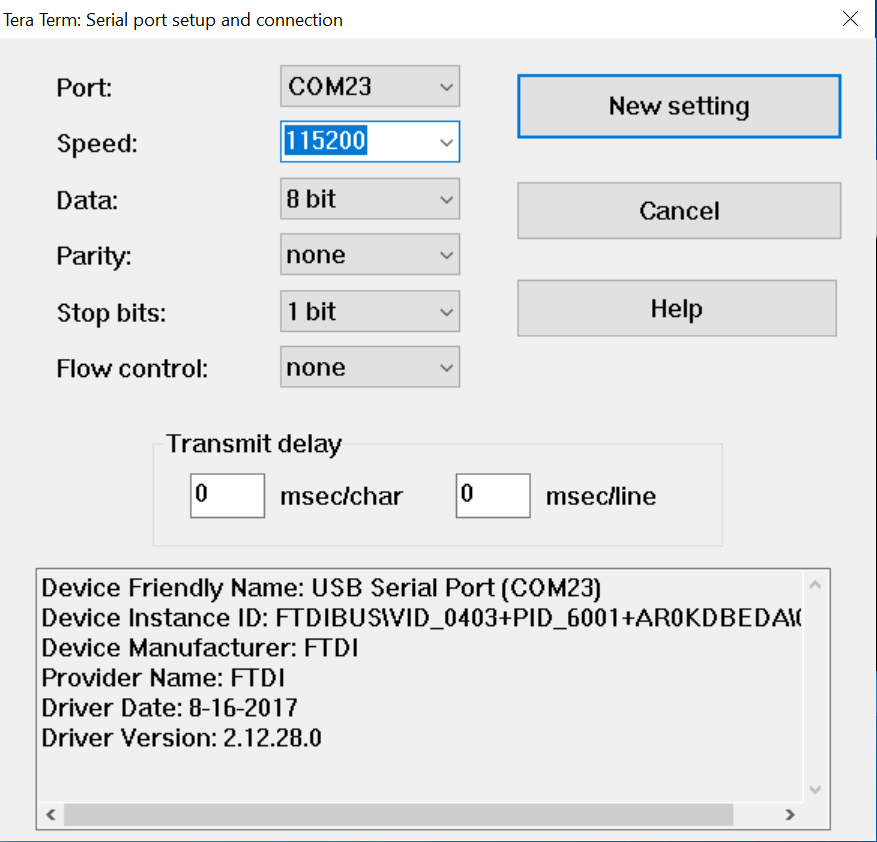 Tera Term: Serial port setup and connection
Port: COM23
New setting
Speed: 115200
Data: 8 bit
Cancel
Parity: none
Stop bits: 1 bit
Help
Flow control: none
Transmit delay
0 msec/char 0 msec/line
Device Friendly Name: USB Serial Port (COM23)
Device Instance ID: FTDIBUS\VID_0403+PID_6001+AR0KDBEDA\
Device Manufacturer: FTDI
Provider Name: FTDI
Driver Date: 8-16-2017
Driver Version: 2.12.28.0